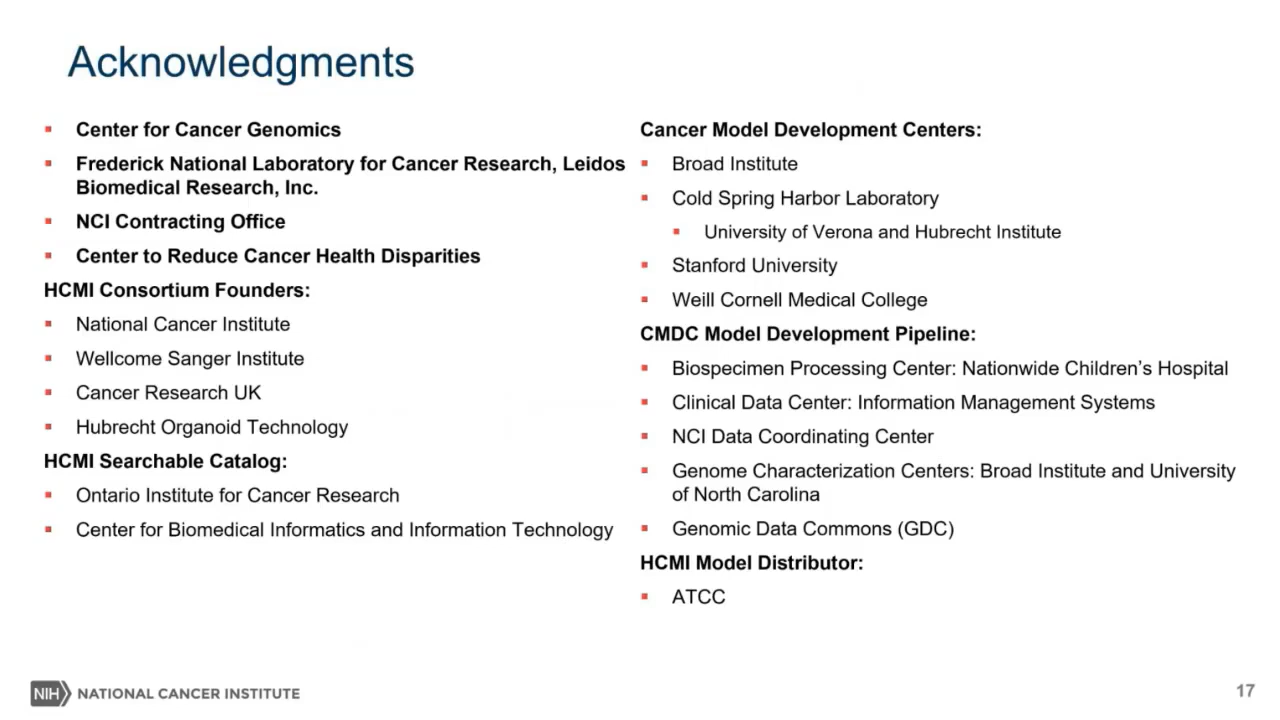 Acknowledgments
Center for Cancer Genomics
Frederick National Laboratory for Cancer Research, Leidos
Biomedical Research, Inc.
NCI Contracting Office
Center to Reduce Cancer Health Disparities
HCMI Consortium Founders:
National Cancer Institute
Wellcome Sanger Institute
Cancer Research UK
Hubrecht Organoid Technology
HCMI Searchable Catalog:
Ontario Institute for Cancer Research
Center for Biomedical Informatics and Information Technology
Cancer Model Development Centers:
Broad Institute
Cold Spring Harbor Laboratory
University of Verona and Hubrecht Institute
Stanford University
Weill Cornell Medical College
CMDC Model Development Pipeline:
Biospecimen Processing Center: Nationwide Children’s Hospital
Clinical Data Center: Information Management Systems
NCI Data Coordinating Center
Genome Characterization Centers: Broad Institute and University
of North Carolina
Genomic Data Commons (GDC)
HCMI Model Distributor:
ATCC
NIH NATIONAL CANCER INSTITUTE
17